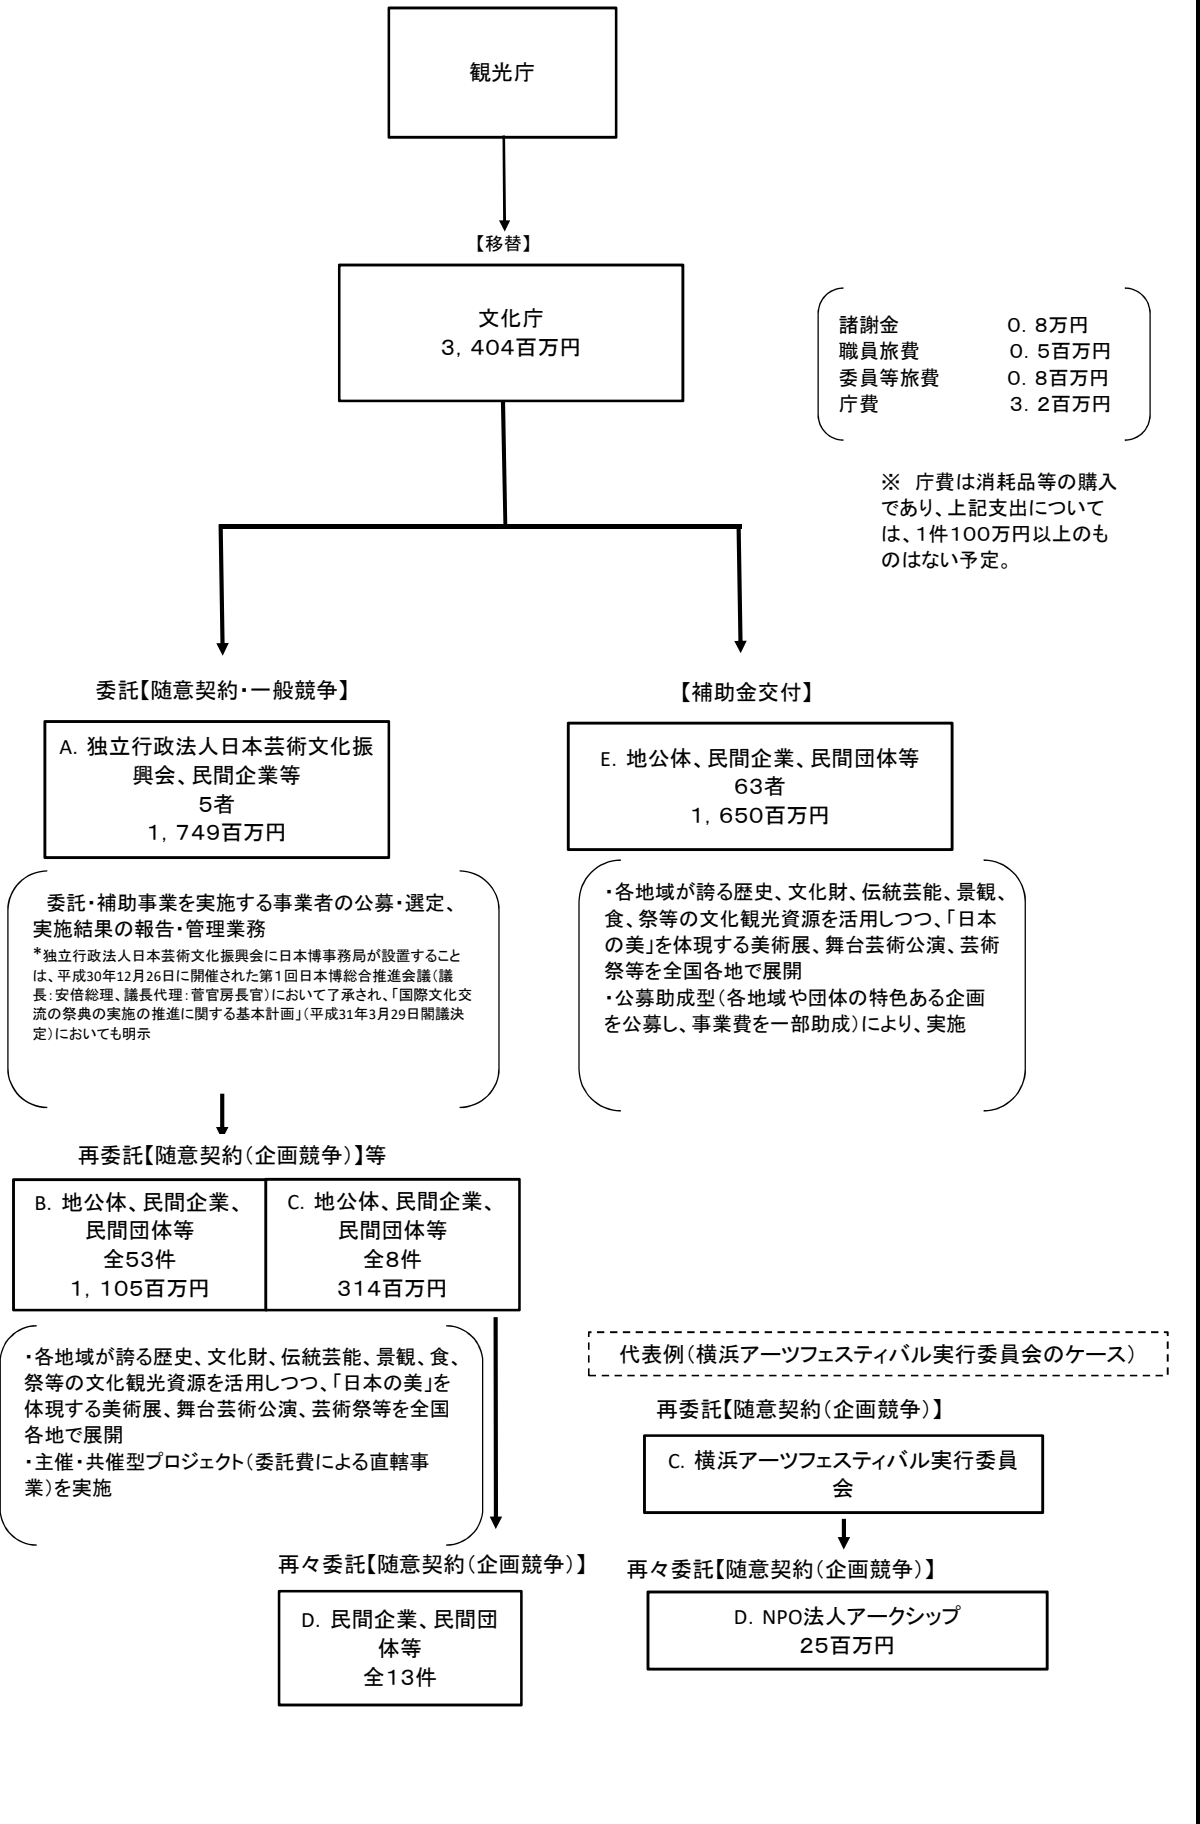 観光庁
【移替】
文化庁
３，４０４百万円
諸謝金　０．８万円
職員旅費　０．５百万円
委員等旅費　０．８百万円
庁費　３．２百万円
※　庁費は消耗品等の購入
であり、上記支出について
は、１件１００万円以上のも
のはない予定。
委託【随意契約・一般競争】
A. 独立行政法人日本芸術文化振
興会、民間企業等
５者
１，７４９百万円
委託・補助事業を実施する事業者の公募・選定、
実施結果の報告・管理業務
*独立行政法人日本芸術文化振興会に日本博事務局が設置すること
は、平成30年12月26日に開催された第１回日本博総合推進会議（議
長：安倍総理、議長代理：菅官房長官）において了承され、「国際文化交
流の祭典の実施の推進に関する基本計画」（平成31年3月29日閣議決
定）においても明示
【補助金交付】
E. 地公体、民間企業、民間団体等
６３者
１，６５０百万円
・各地域が誇る歴史、文化財、伝統芸能、景観、
食、祭等の文化観光資源を活用しつつ、「日本
の美」を体現する美術展、舞台芸術公演、芸術
祭等を全国各地で展開
・公募助成型（各地域や団体の特色ある企画
を公募し、事業費を一部助成）により、実施
再委託【随意契約（企画競争）】等
B. 地公体、民間企業、
民間団体等
全５３件
１，１０５百万円
C. 地公体、民間企業、
民間団体等
全８件
３１４百万円
・各地域が誇る歴史、文化財、伝統芸能、景観、食、
祭等の文化観光資源を活用しつつ、「日本の美」を
体現する美術展、舞台芸術公演、芸術祭等を全国
各地で展開
・主催・共催型プロジェクト（委託費による直轄事
業）を実施
再々委託【随意契約（企画競争）】
D. 民間企業、民間団
体等
全１３件
代表例（横浜アーツフェスティバル実行委員会のケース）
再委託【随意契約（企画競争）】
C. 横浜アーツフェスティバル実行委員
会
再々委託【随意契約（企画競争）】
D. NPO法人アークシップ
２５百万円